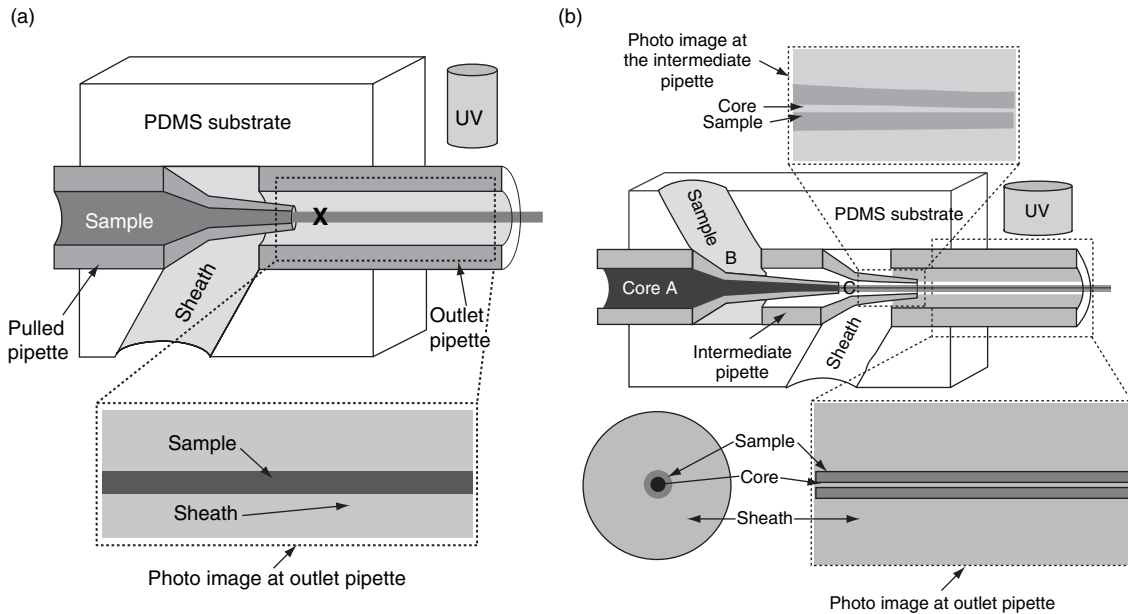 (a)
PDMS substrate
UV
Sample
X
Sheath
Pulled
pipette
Outlet
pipette
Sample
Sheath
Photo image at outlet pipette
(b)
Photo image at
the intermediate
pipette
Core
Sample
Sample
PDMS substrate
UV
B
Core A
C
Intermediate
pipette
Sheath
Sample
Core
Sheath
Photo image at outlet pipette